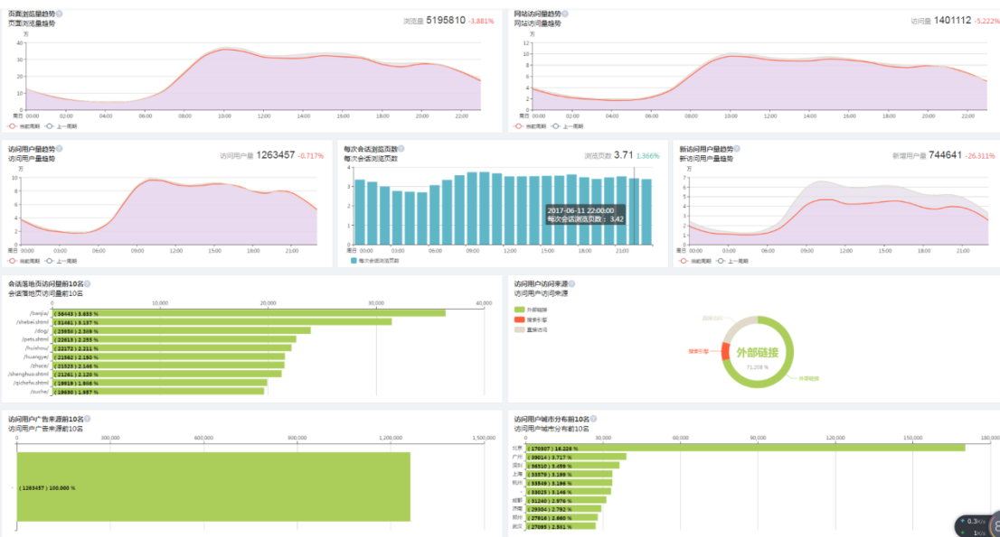 页面浏览量趋势
页面浏览量趋势
浏览量 5195810 -3.881%
万
40
30
20
10
0
周日 00:00 02:00 04:00 06:00 08:00 10:00 12:00 14:00 16:00 18:00 20:00 22:00
当前周期 上一周期
网站访问量趋势
网站访问量趋势
访问量 1401112 -5.222%
万
12
10
8
6
4
2
0
周日 00:00 02:00 04:00 06:00 08:00 10:00 12:00 14:00 16:00 18:00 20:00 22:00
当前周期 上一周期
访问用户量趋势
访问用户量趋势
访问用户量 1263457 -0.717%
万
10
8
6
4
2
0
周日 00:00 03:00 06:00 09:00 12:00 15:00 18:00 21:00
当前周期 上一周期
每次会话浏览页数
每次会话浏览页数
浏览页数 3.71 1.366%
4
3
2
1
0
2017-06-11 22:00:00
每次会话浏览页数： 3.42
周日 00:00 03:00 06:00 09:00 12:00 15:00 18:00 21:00
每次会话浏览页数
新访问用户量趋势
新访问用户量趋势
新增用户量 744641 -26.311%
万
7
6
5
4
3
2
1
0
周日 00:00 03:00 06:00 09:00 12:00 15:00 18:00 21:00
当前周期 上一周期
会话落地页访问量前10名
会话落地页访问量前10名
0 10,000 20,000 30,000 40,000
( 36443 ) 3.633 %
/shebei.shtml ( 31461 ) 3.137 %
/dog/ ( 23958 ) 2.389 %
/pets.shtml ( 22613 ) 2.255 %
/huishou/ ( 22172 ) 2.211 %
/huangye/ ( 21562 ) 2.150 %
/zhuce/ ( 21523 ) 2.146 %
/shenghuo.shtml ( 21261 ) 2.120 %
/qichefw.shtml ( 19919 ) 1.986 %
( 19630 ) 1.957 %
访问用户访问来源
访问用户访问来源
外部链接
搜索引擎
直接访问
直接访问
搜索引擎
外部链接
71.208 %
外部链接
访问用户广告来源前10名
访问用户广告来源前10名
0 300,000 600,000 900,000 1,200,000 1,500,000
- ( 1263457 ) 100.000 %
访问用户城市分布前10名
访问用户城市分布前10名
0 30,000 60,000 90,000 120,000 150,000 180,000
北京 ( 170307 ) 16.226 %
广州 ( 39014 ) 3.717 %
深圳 ( 36310 ) 3.459 %
上海 ( 33579 ) 3.199 %
杭州 ( 33549 ) 3.196 %
- ( 33025 ) 3.146 %
成都 ( 31240 ) 2.976 %
济南 ( 29304 ) 2.792 %
郑州 ( 27916 ) 2.660 %
武汉 ( 27095 ) 2.581 %
0.3K/s
1K/s